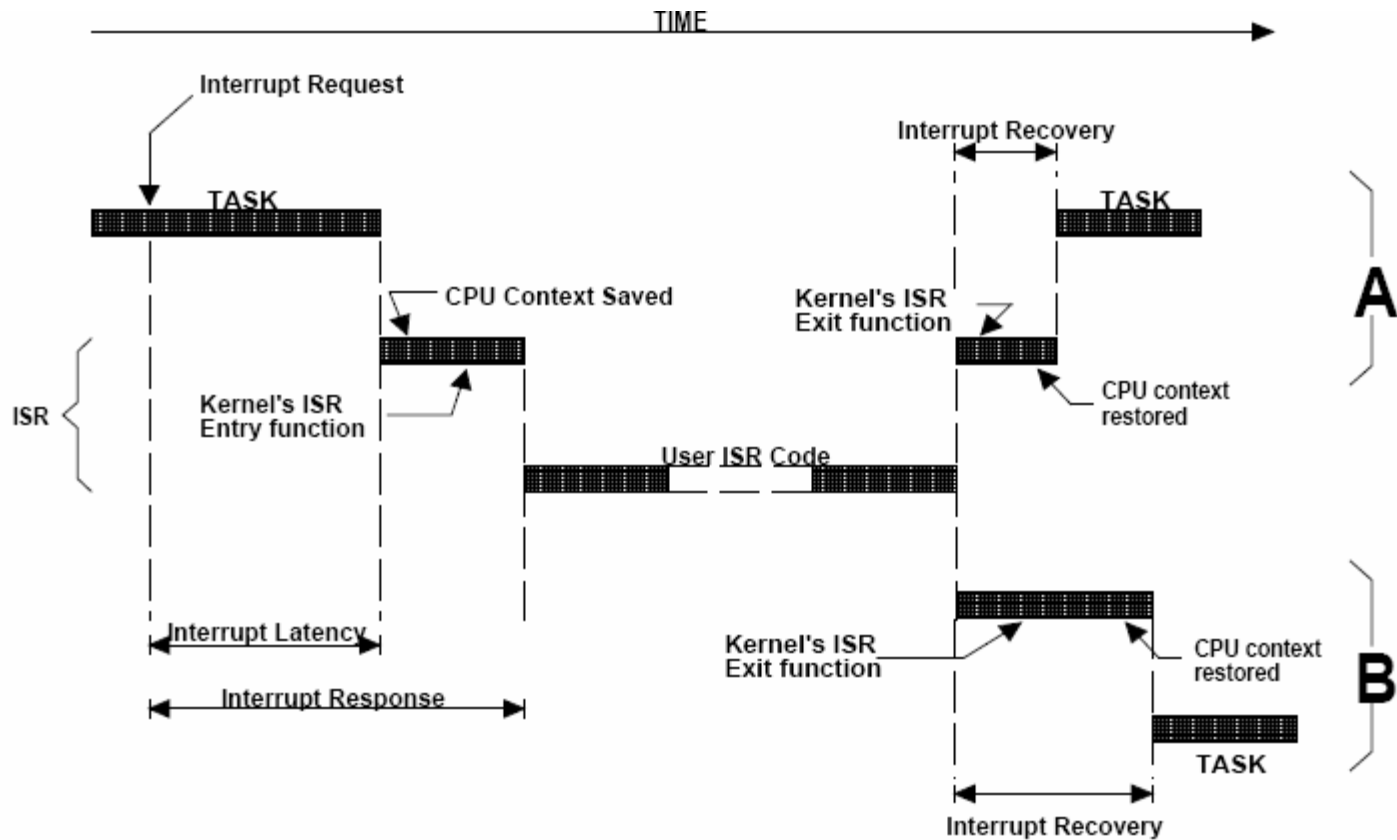 TIME
Interrupt Request
Interrupt Recovery
TASK
TASK
A
CPU Context Saved
Kernel's ISR
Exit function
ISR
Kernel's ISR
Entry function
CPU context
restored
User ISR Code
Interrupt Latency
Kernel's ISR
Exit function
CPU context
restored
B
Interrupt Response
TASK
Interrupt Recovery